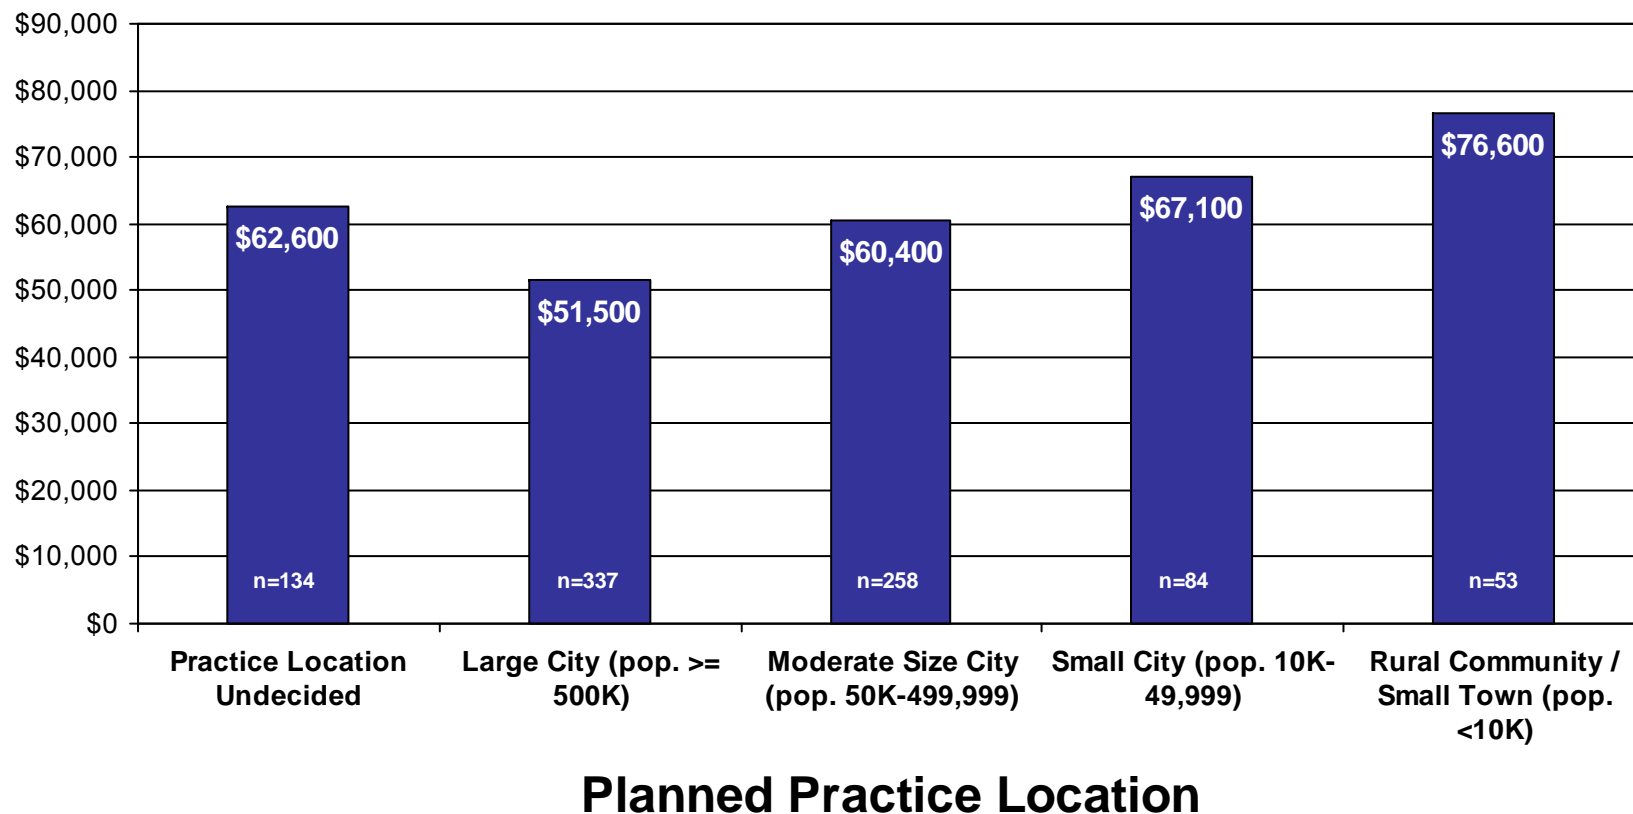 $90,000
$80,000
$70,000
$60,000
$50,000
$40,000
$30,000
$20,000
$10,000
$0
$62,600
$51,500
$60,400
$67,100
$76,600
n=134
n=337
n=258
n=84
n=53
Practice Location
Undecided
Large City (pop. >=
500K)
Moderate Size City
(pop. 50K-499,999)
Small City (pop. 10K-
49,999)
Rural Community /
Small Town (pop.
<10K)
Planned Practice Location